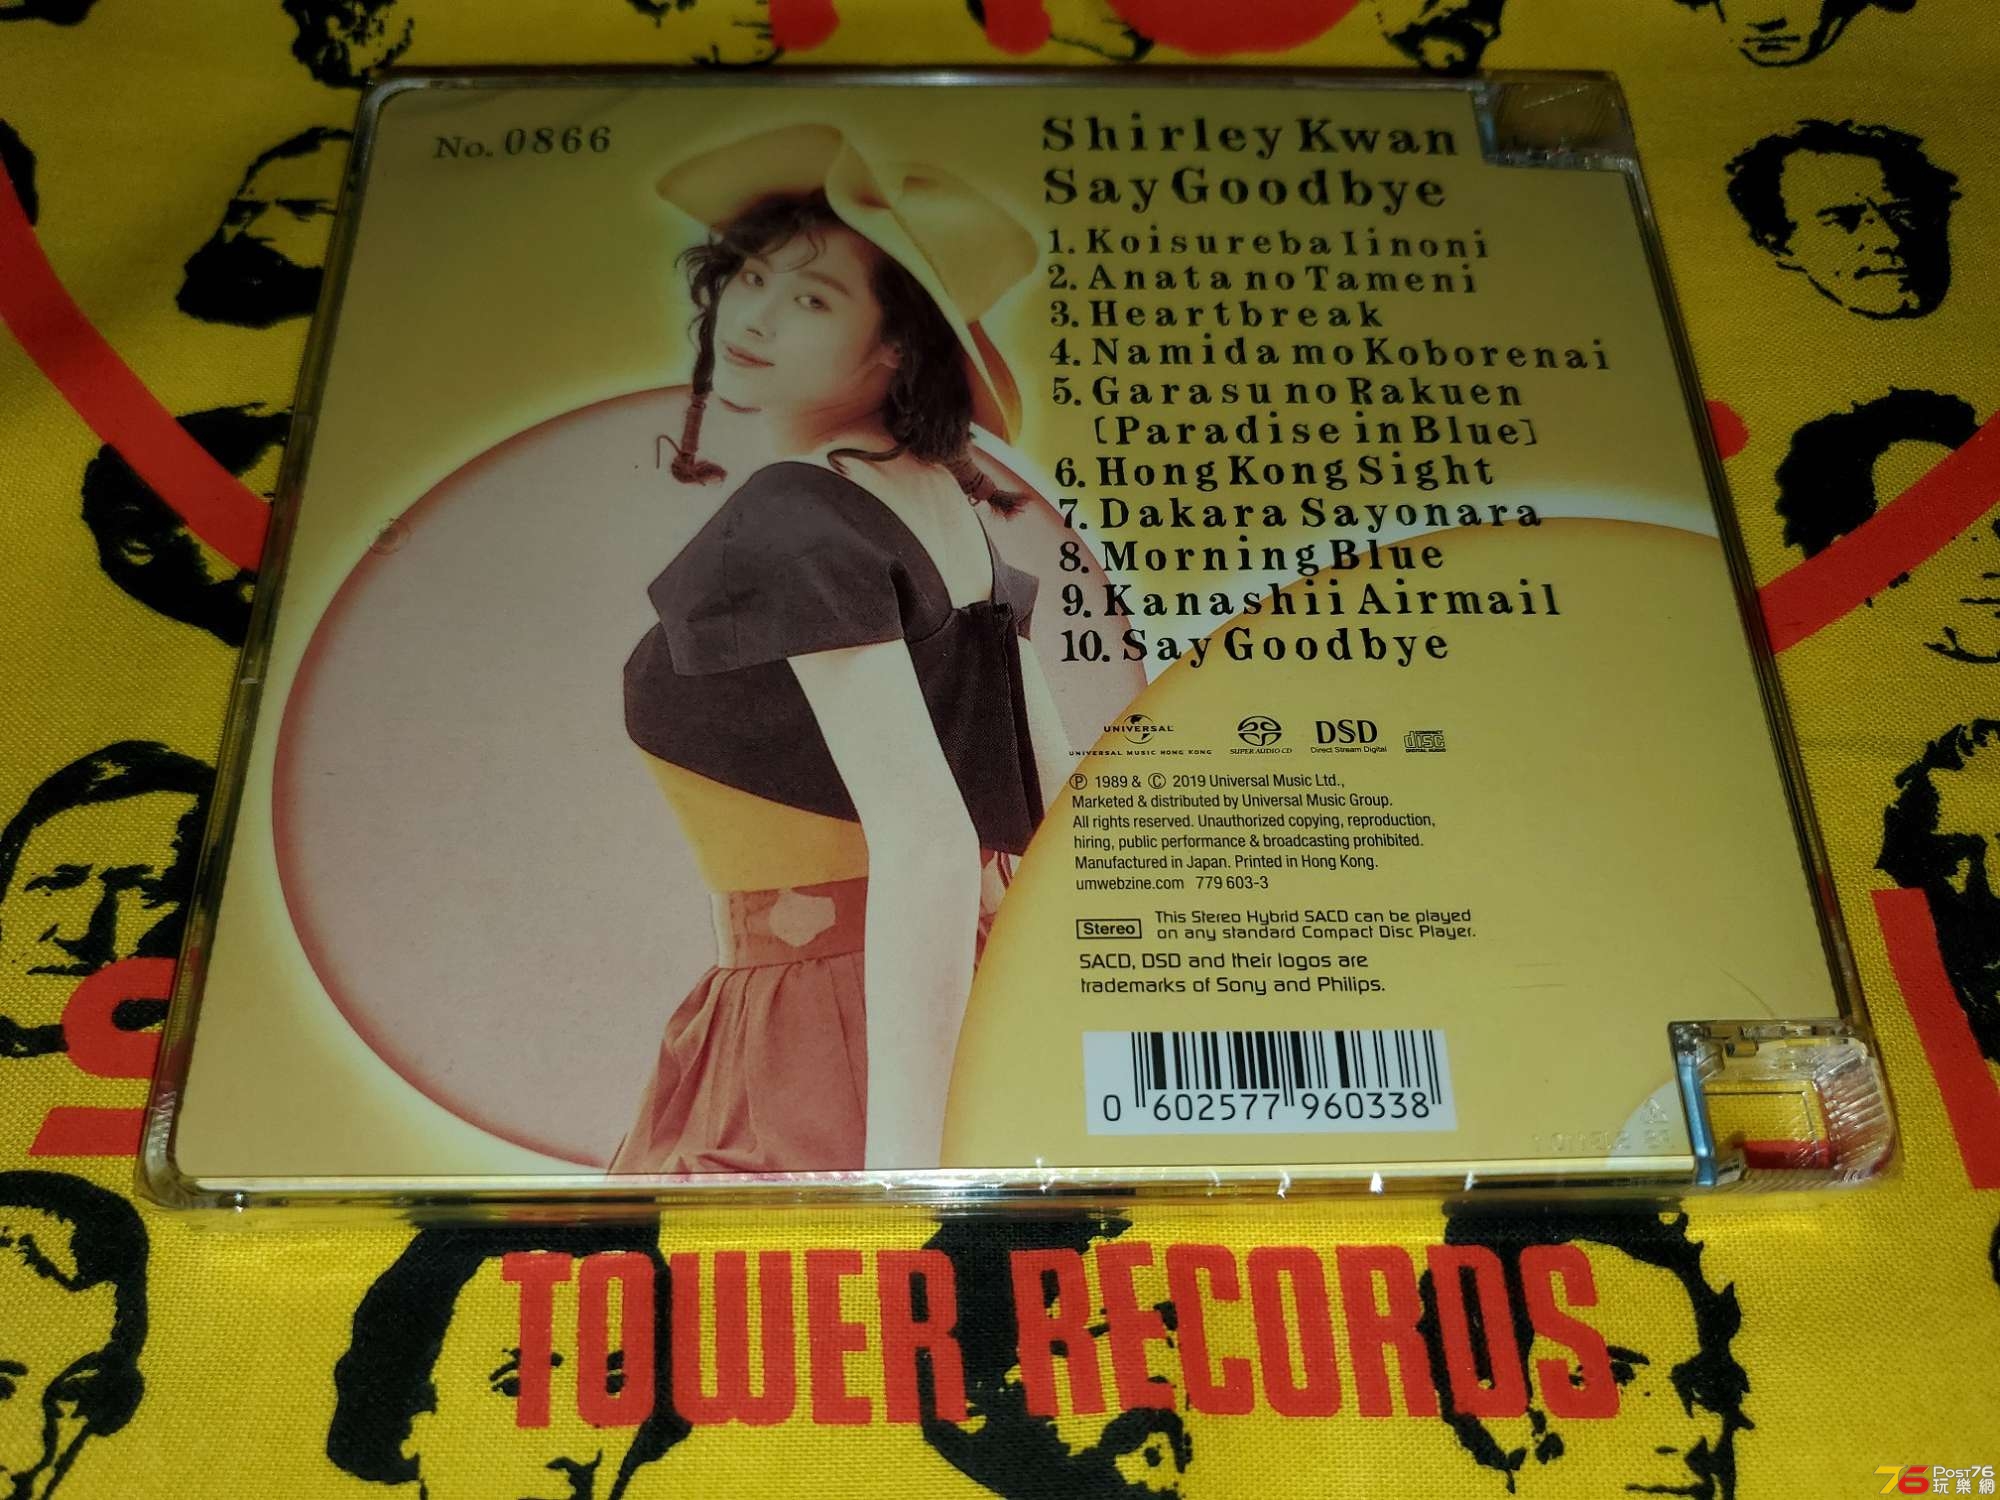 No. 0866
Shirley Kwan
Say Goodbye
1. Koisureba Iinoni
2. Anata no Tameni
3. Heartbreak
4. Namida mo Koborenai
5. Garasu no Rakuen
[Paradise in Blue]
6. Hong Kong Sight
7. Dakara Sayonara
8. Morning Blue
9. Kanashii Airmail
10. Say Goodbye
UNIVERSAL
UNIVERSAL MUSIC HONG KONG
SUPER AUDIO CD
DSD
Direct Stream Digital
COMPACT
disc
DIGITAL AUDIO
Ⓟ 1989 & Ⓒ 2019 Universal Music Ltd.,
Marketed & distributed by Universal Music Group.
All rights reserved. Unauthorized copying, reproduction,
hiring, public performance & broadcasting prohibited.
Manufactured in Japan. Printed in Hong Kong.
umwebzine.com 779 603-3
Stereo
This Stereo Hybrid SACD can be played
on any standard Compact Disc Player.
SACD, DSD and their logos are
trademarks of Sony and Philips.
0 602577 960338
TOWER RECORDS
76 POST76
玩樂網